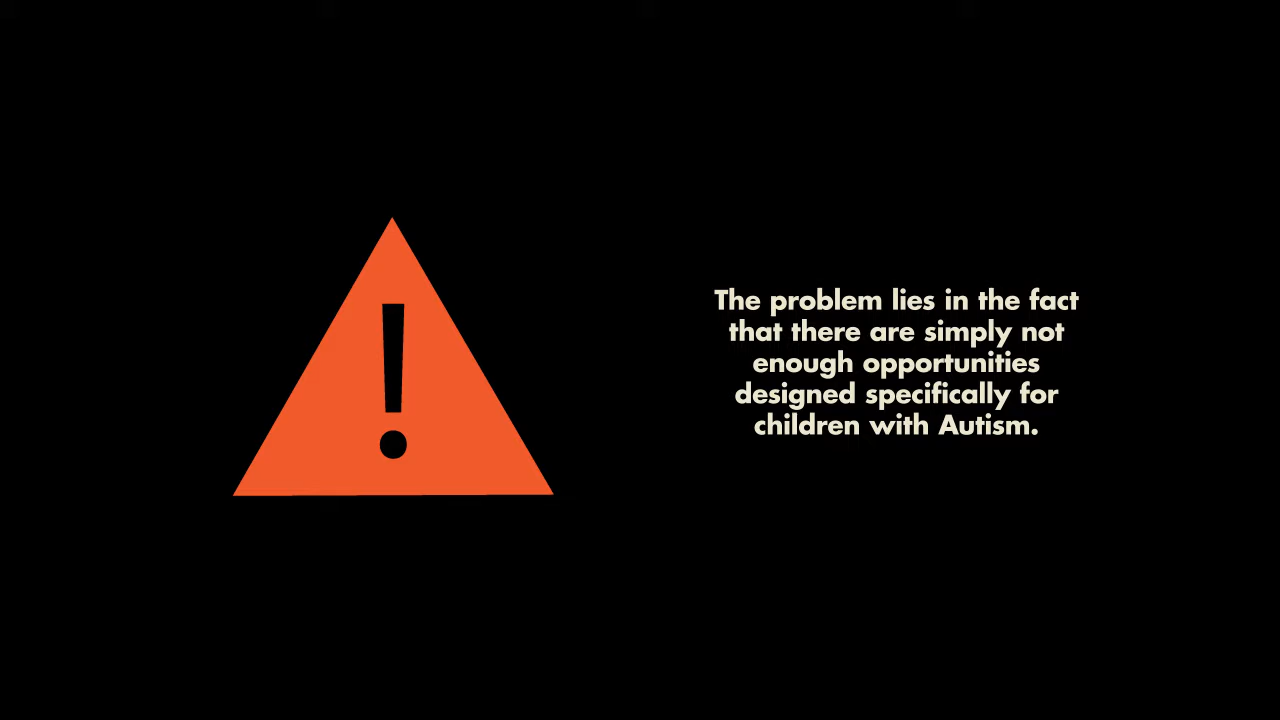 The problem lies in the fact
that there are simply not
enough opportunities
designed specifically for
children with Autism.